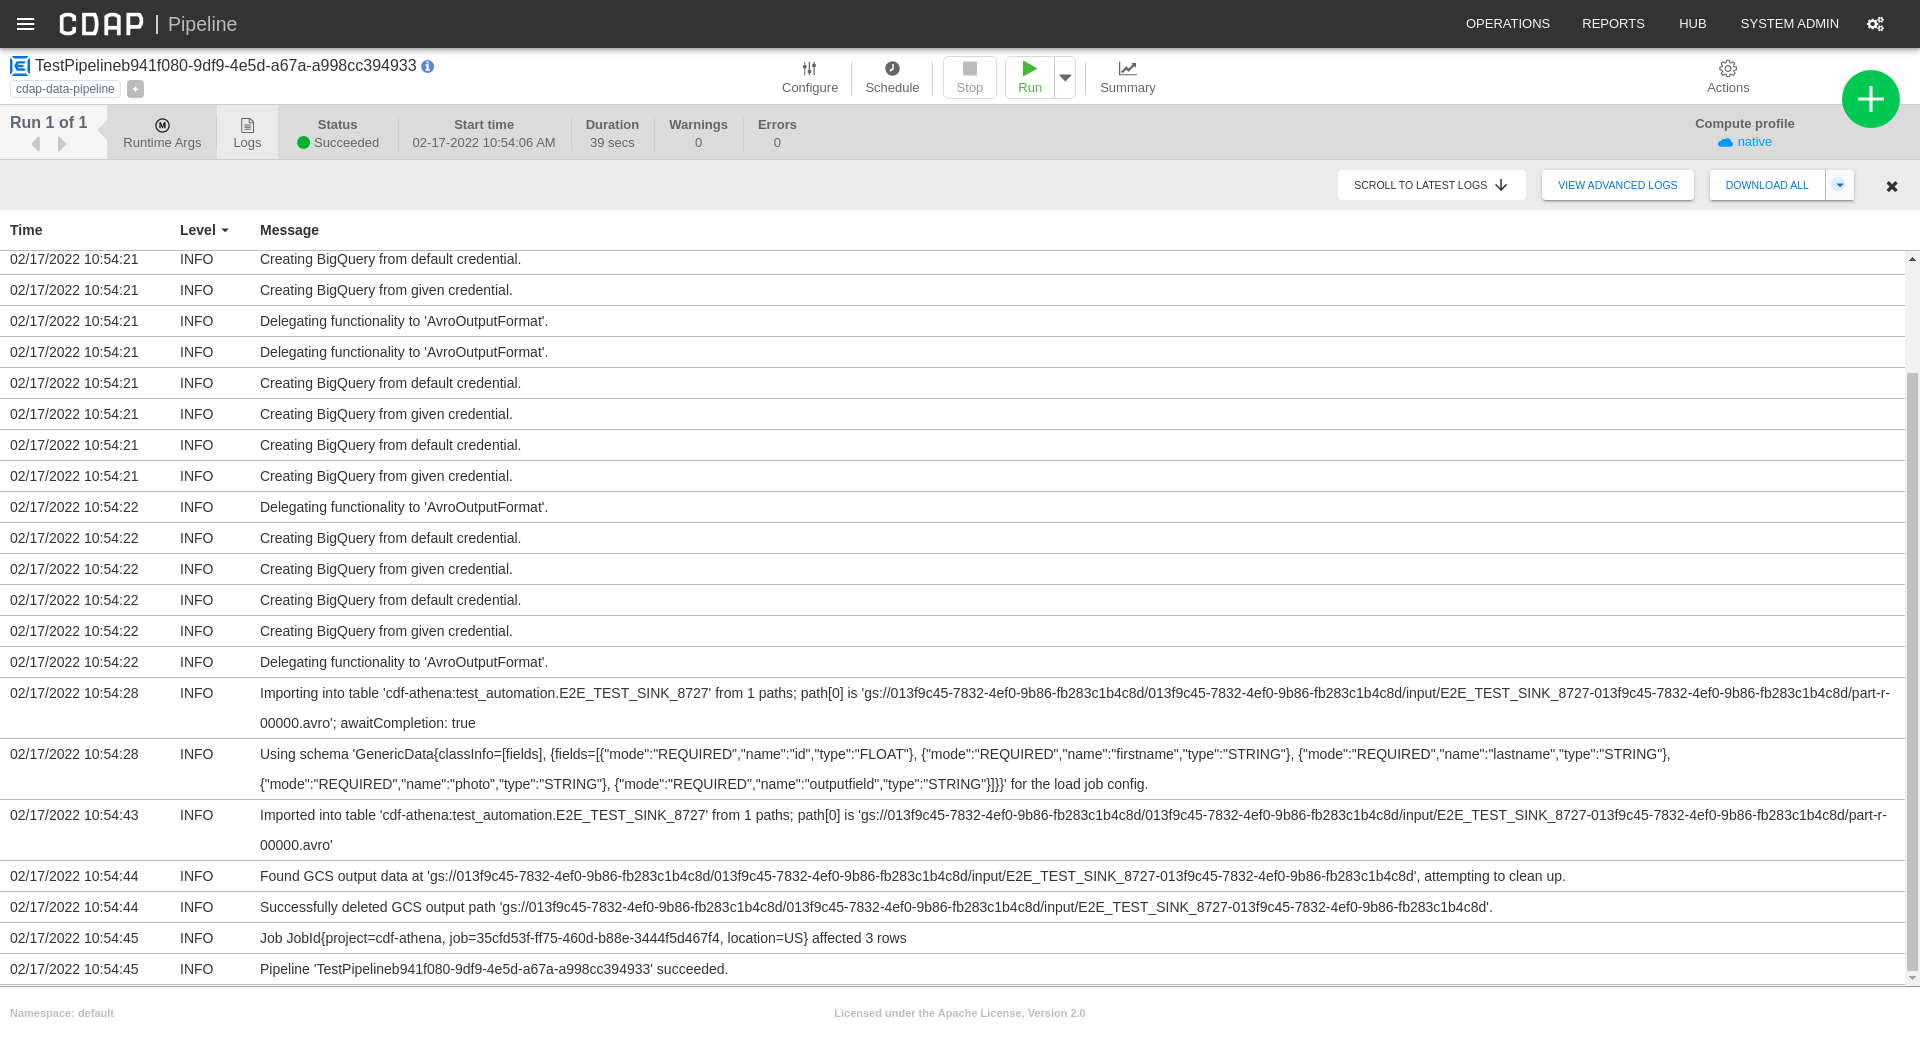 CDAP | Pipeline
OPERATIONS REPORTS HUB SYSTEM ADMIN
TestPipelineb941f080-9df9-4e5d-a67a-a998cc394933
cdap-data-pipeline +
Configure Schedule Stop Run Summary Actions
Run 1 of 1
M
Runtime Args
Logs
Status
Succeeded
Start time
02-17-2022 10:54:06 AM
Duration
39 secs
Warnings
0
Errors
0
Compute profile
native
SCROLL TO LATEST LOGS VIEW ADVANCED LOGS DOWNLOAD ALL
Time Level Message
02/17/2022 10:54:21 INFO Creating BigQuery from default credential.
02/17/2022 10:54:21 INFO Creating BigQuery from given credential.
02/17/2022 10:54:21 INFO Delegating functionality to 'AvroOutputFormat'.
02/17/2022 10:54:21 INFO Delegating functionality to 'AvroOutputFormat'.
02/17/2022 10:54:21 INFO Creating BigQuery from default credential.
02/17/2022 10:54:21 INFO Creating BigQuery from given credential.
02/17/2022 10:54:21 INFO Creating BigQuery from default credential.
02/17/2022 10:54:21 INFO Creating BigQuery from given credential.
02/17/2022 10:54:22 INFO Delegating functionality to 'AvroOutputFormat'.
02/17/2022 10:54:22 INFO Creating BigQuery from default credential.
02/17/2022 10:54:22 INFO Creating BigQuery from given credential.
02/17/2022 10:54:22 INFO Creating BigQuery from default credential.
02/17/2022 10:54:22 INFO Creating BigQuery from given credential.
02/17/2022 10:54:22 INFO Delegating functionality to 'AvroOutputFormat'.
02/17/2022 10:54:28 INFO Importing into table 'cdf-athena:test_automation.E2E_TEST_SINK_8727' from 1 paths; path[0] is 'gs://013f9c45-7832-4ef0-9b86-fb283c1b4c8d/013f9c45-7832-4ef0-9b86-fb283c1b4c8d/input/E2E_TEST_SINK_8727-013f9c45-7832-4ef0-9b86-fb283c1b4c8d/part-r-
00000.avro'; awaitCompletion: true
02/17/2022 10:54:28 INFO Using schema 'GenericData{classInfo=[fields], {fields=[{"mode":"REQUIRED","name":"id","type":"FLOAT"}, {"mode":"REQUIRED","name":"firstname","type":"STRING"}, {"mode":"REQUIRED","name":"lastname","type":"STRING"},
{"mode":"REQUIRED","name":"photo","type":"STRING"}, {"mode":"REQUIRED","name":"outputfield","type":"STRING"}]}}' for the load job config.
02/17/2022 10:54:43 INFO Imported into table 'cdf-athena:test_automation.E2E_TEST_SINK_8727' from 1 paths; path[0] is 'gs://013f9c45-7832-4ef0-9b86-fb283c1b4c8d/013f9c45-7832-4ef0-9b86-fb283c1b4c8d/input/E2E_TEST_SINK_8727-013f9c45-7832-4ef0-9b86-fb283c1b4c8d/part-r-
00000.avro'
02/17/2022 10:54:44 INFO Found GCS output data at 'gs://013f9c45-7832-4ef0-9b86-fb283c1b4c8d/013f9c45-7832-4ef0-9b86-fb283c1b4c8d/input/E2E_TEST_SINK_8727-013f9c45-7832-4ef0-9b86-fb283c1b4c8d', attempting to clean up.
02/17/2022 10:54:44 INFO Successfully deleted GCS output path 'gs://013f9c45-7832-4ef0-9b86-fb283c1b4c8d/013f9c45-7832-4ef0-9b86-fb283c1b4c8d/input/E2E_TEST_SINK_8727-013f9c45-7832-4ef0-9b86-fb283c1b4c8d'.
02/17/2022 10:54:45 INFO Job JobId{project=cdf-athena, job=35cfd53f-ff75-460d-b88e-3444f5d467f4, location=US} affected 3 rows
02/17/2022 10:54:45 INFO Pipeline 'TestPipelineb941f080-9df9-4e5d-a67a-a998cc394933' succeeded.
Namespace: default Licensed under the Apache License, Version 2.0